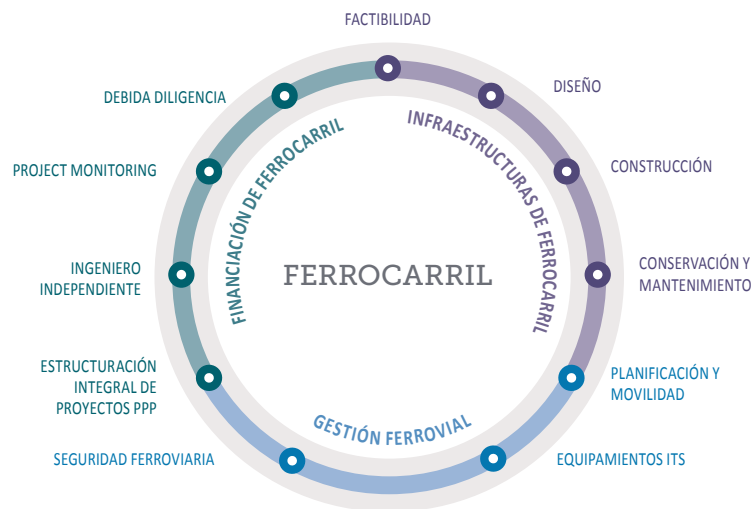 FACTIBILIDAD
DISEÑO
CONSTRUCCIÓN
CONSERVACIÓN Y
MANTENIMIENTO
PLANIFICACIÓN Y
MOVILIDAD
EQUIPAMIENTOS ITS
SEGURIDAD FERROVIARIA
ESTRUCTURACIÓN
INTEGRAL DE
PROYECTOS PPP
INGENIERO
INDEPENDIENTE
PROJECT MONITORING
DEBIDA DILIGENCIA
FINANCIACIÓN DE FERROCARRIL
INFRAESTRUCTURAS DE FERROCARRIL
GESTIÓN FERROVIAL
FERROCARRIL